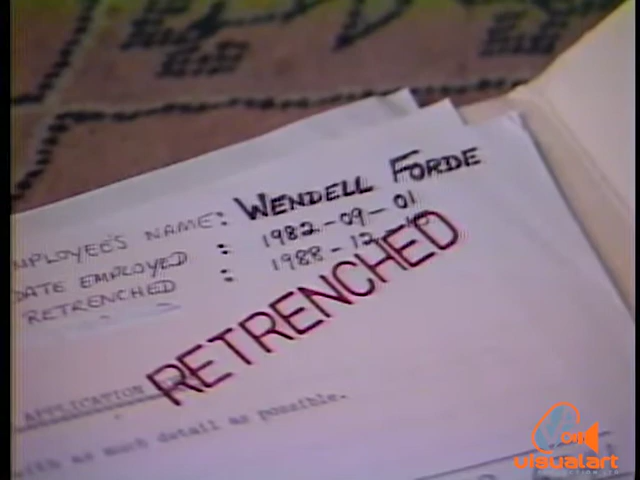 EMPLOYEE'S NAME: WENDELL FORDE
DATE EMPLOYED : 1982-09-01
RETRENCHED : 1988-12-
RETRENCHED
APPLICATION
with as much detail as possible.
visualart